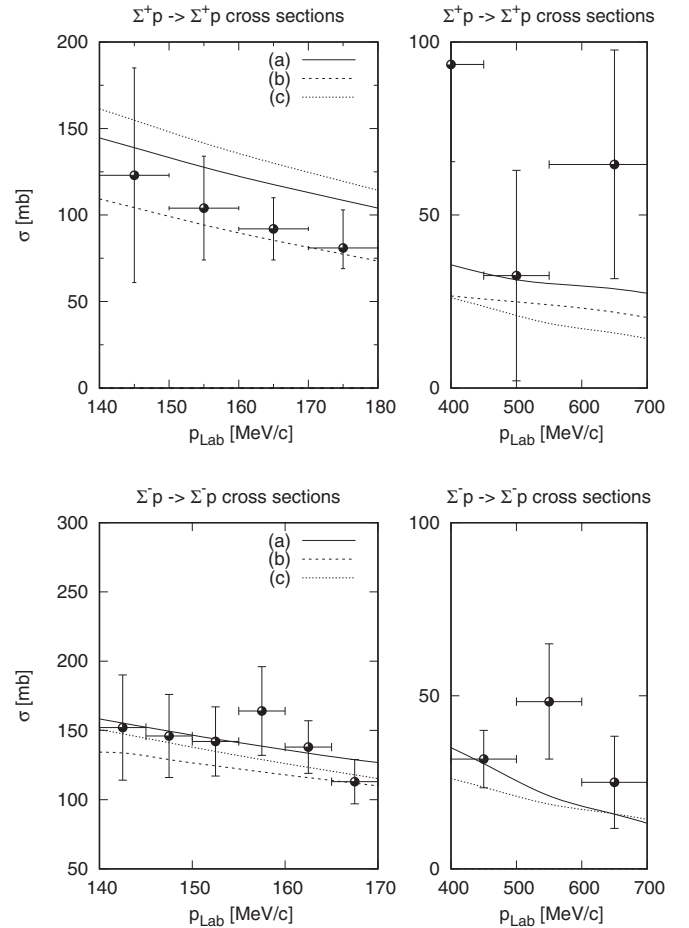 Σ⁺p -> Σ⁺p cross sections
200
150
100
50
0
σ [mb]
(a)
(b)
(c)
140 150 160 170 180
p_Lab [MeV/c]
Σ⁺p -> Σ⁺p cross sections
100
50
0
400 500 600 700
p_Lab [MeV/c]
Σ⁻p -> Σ⁻p cross sections
300
250
200
150
100
50
σ [mb]
(a)
(b)
(c)
140 150 160 170
p_Lab [MeV/c]
Σ⁻p -> Σ⁻p cross sections
100
50
0
400 500 600 700
p_Lab [MeV/c]